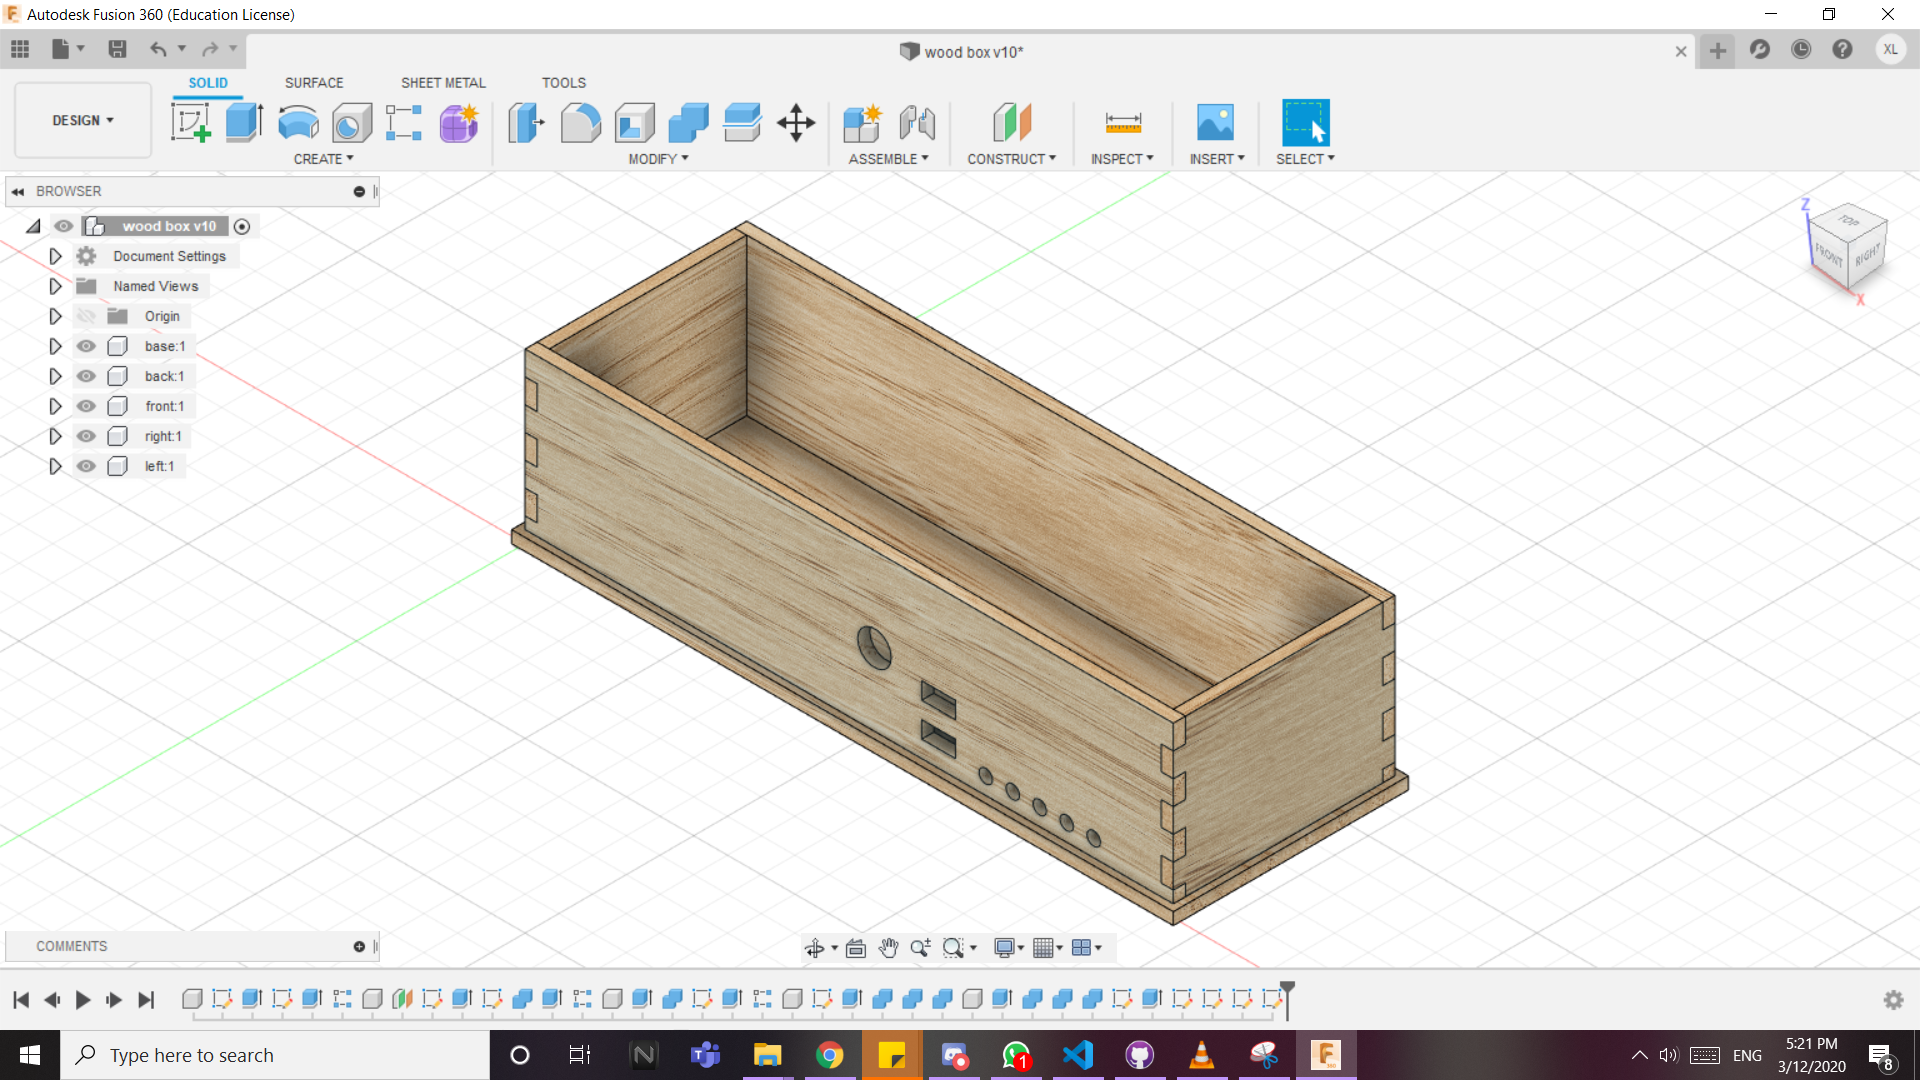 Autodesk Fusion 360 (Education License)
wood box v10*
XL
SOLID SURFACE SHEET METAL TOOLS
DESIGN
CREATE MODIFY ASSEMBLE CONSTRUCT INSPECT INSERT SELECT
BROWSER
wood box v10
Document Settings
Named Views
Origin
base:1
back:1
front:1
right:1
left:1
Z
TOP
FRONT RIGHT
X
COMMENTS
Type here to search
1
ENG
5:21 PM
3/12/2020
8